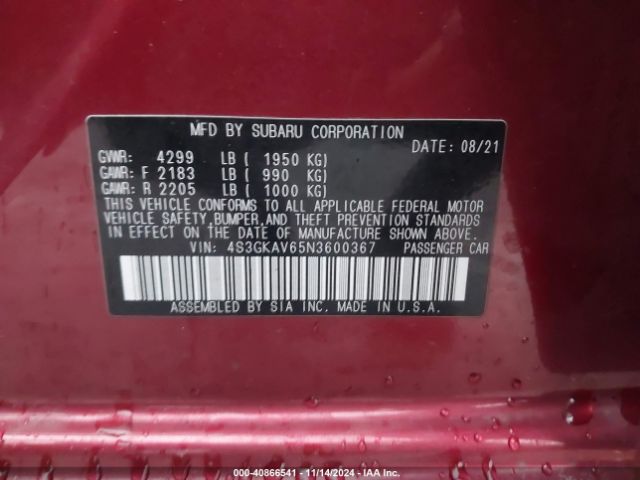 MFD BY SUBARU CORPORATION
DATE: 08/21
GVWR: 4299 LB ( 1950 KG)
GAWR: F 2183 LB ( 990 KG)
GAWR: R 2205 LB ( 1000 KG)
THIS VEHICLE CONFORMS TO ALL APPLICABLE FEDERAL MOTOR
VEHICLE SAFETY,BUMPER,AND THEFT PREVENTION STANDARDS
IN EFFECT ON THE DATE OF MANUFACTURE SHOWN ABOVE.
VIN: 4S3GKAV65N3600367 PASSENGER CAR
ASSEMBLED BY SIA INC. MADE IN U.S.A.
000-40866541 - 11/14/2024 - IAA Inc.